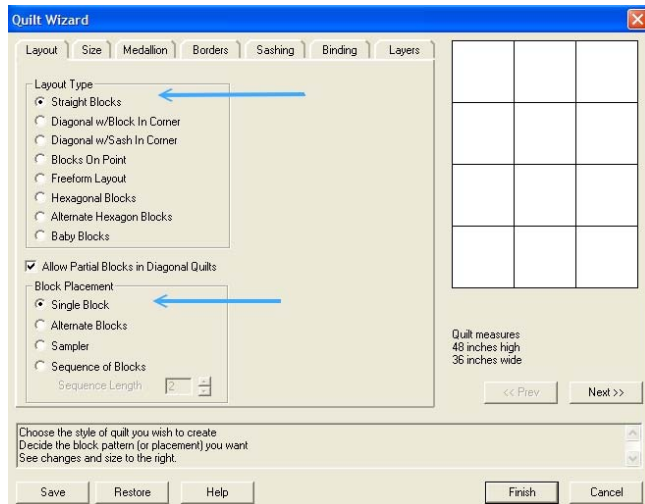 Quilt Wizard
Layout Size Medallion Borders Sashing Binding Layers
Layout Type
Straight Blocks
Diagonal w/Block In Corner
Diagonal w/Sash In Corner
Blocks On Point
Freeform Layout
Hexagonal Blocks
Alternate Hexagon Blocks
Baby Blocks
Allow Partial Blocks in Diagonal Quilts
Block Placement
Single Block
Alternate Blocks
Sampler
Sequence of Blocks
Sequence Length 2
Quilt measures
48 inches high
36 inches wide
<< Prev Next >>
Choose the style of quilt you wish to create
Decide the block pattern (or placement) you want
See changes and size to the right.
Save Restore Help Finish Cancel